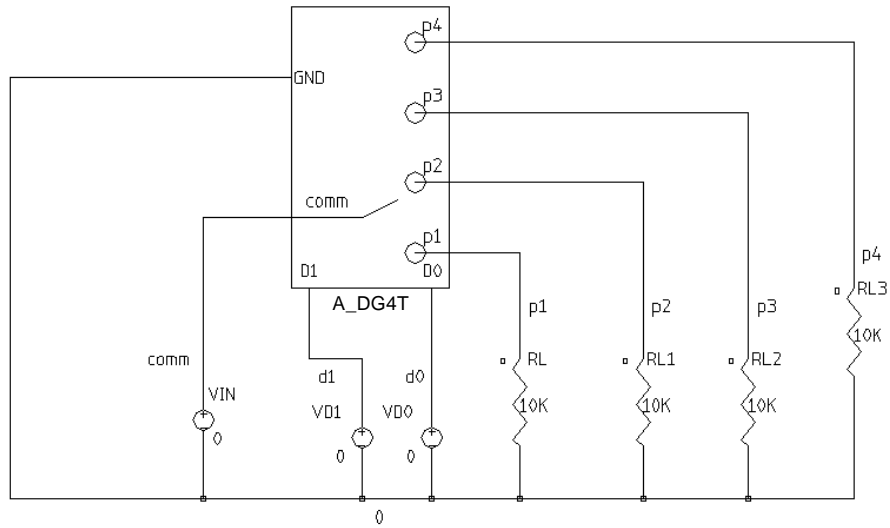 p4
GND
p3
p2
comm
p1
D1
D0
A_DG4T
p4
RL3
10K
p1
p2
p3
comm
RL
RL1
RL2
d1
d0
VIN
0
VD1
VD0
10K
10K
10K
0
0
0